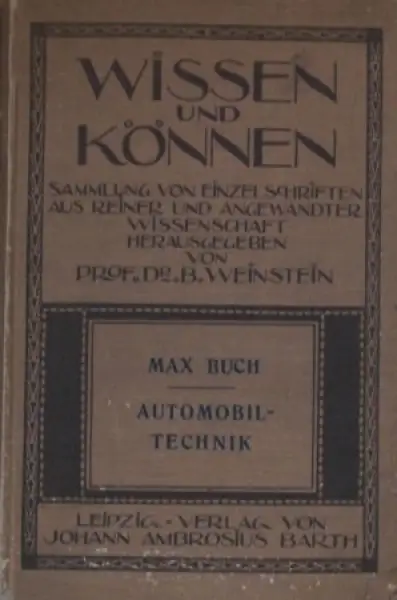 WISSEN
UND
KÖNNEN
SAMMLUNG VON EINZELSCHRIFTEN
AUS REINER UND ANGEWANDTER
WISSENSCHAFT
HERAUSGEGEBEN
VON
PROF. DR. B. WEINSTEIN
MAX BUCH
AUTOMOBIL-
TECHNIK
LEIPZIG - VERLAG VON
JOHANN AMBROSIUS BARTH